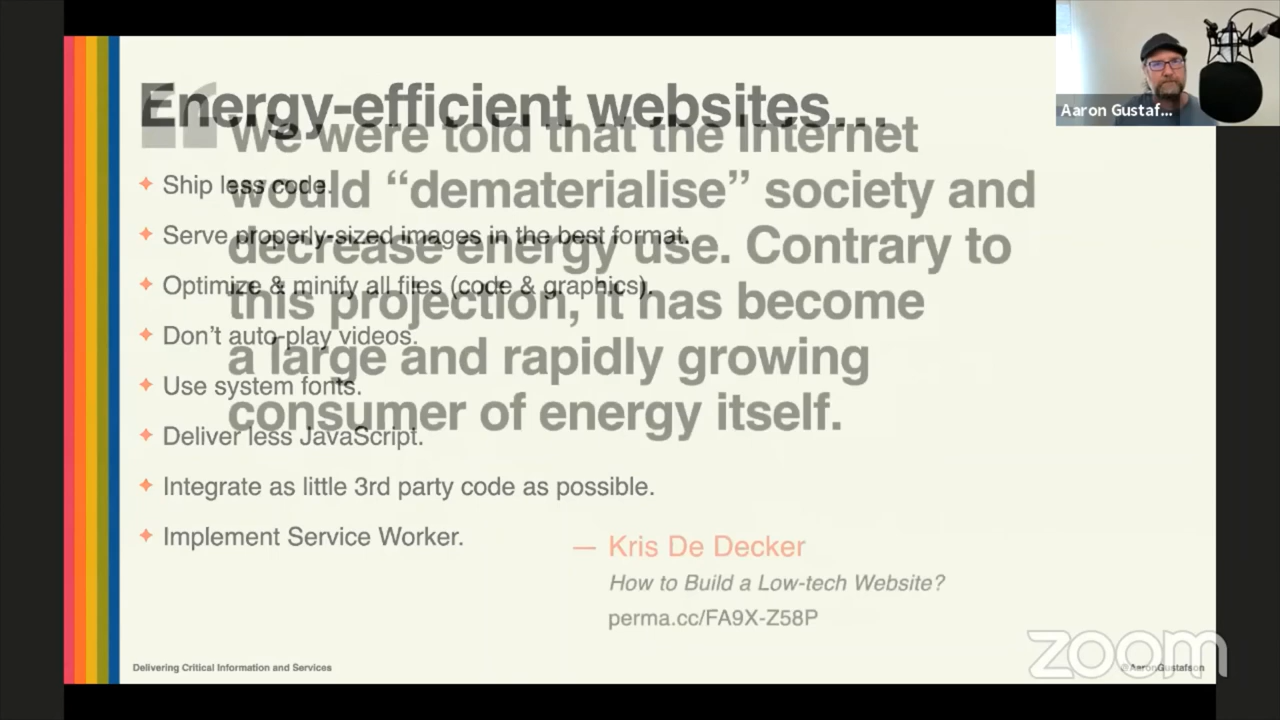 Energy-efficient websites...
Ship less code.
Serve properly-sized images in the best format.
Optimize & minify all files (code & graphics).
Don’t auto-play videos.
Use system fonts.
Deliver less JavaScript.
Integrate as little 3rd party code as possible.
Implement Service Worker.
We were told that the Internet
would “dematerialise” society and
decrease energy use. Contrary to
this projection, it has become
a large and rapidly growing
consumer of energy itself.
— Kris De Decker
How to Build a Low-tech Website?
perma.cc/FA9X-Z58P
Delivering Critical Information and Services
@AaronGustafson
zoom
Aaron Gustaf...